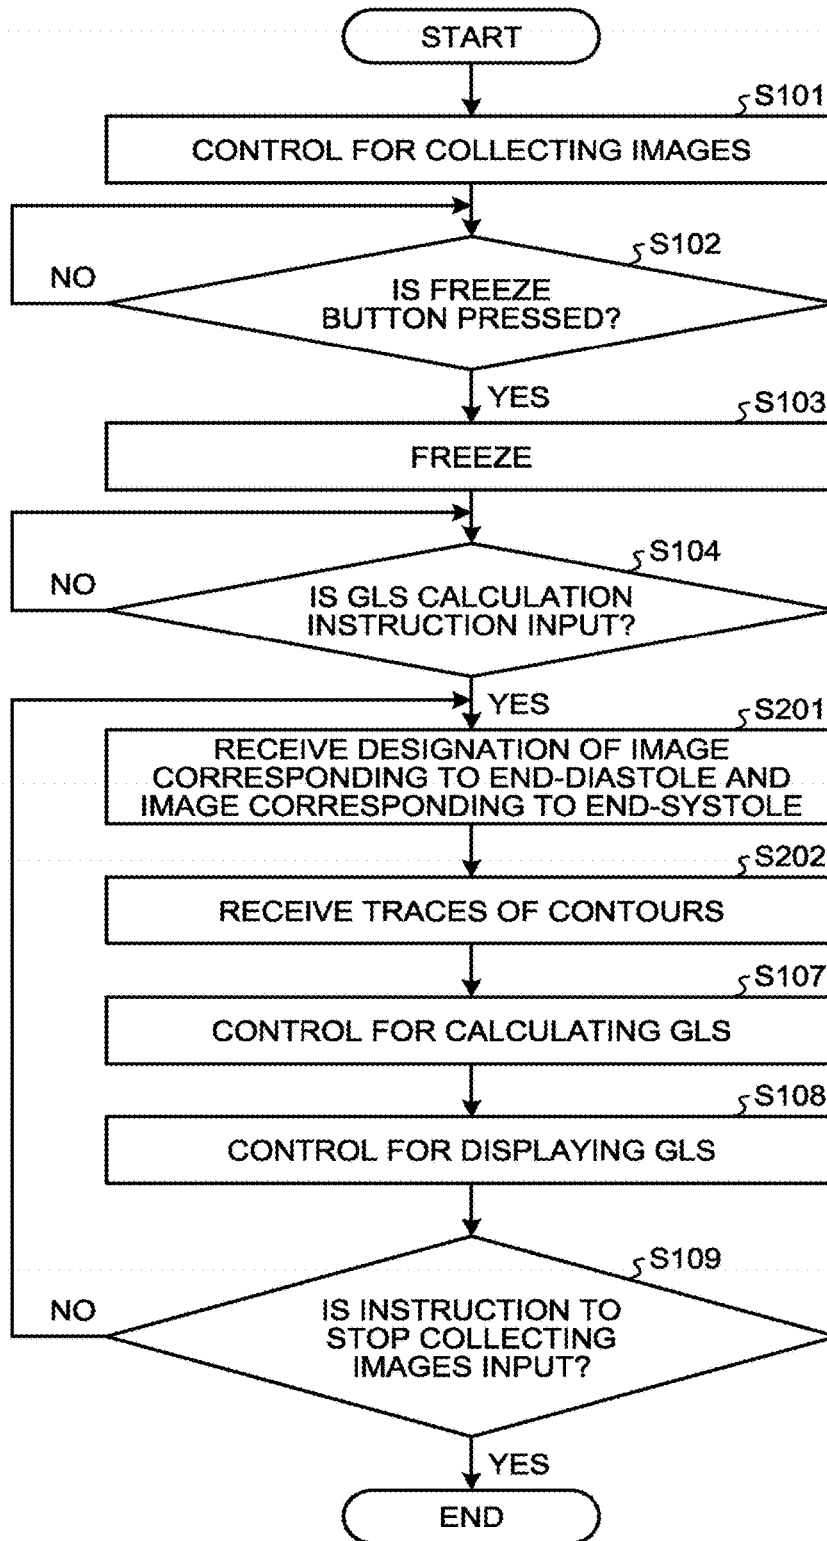 START
S101
CONTROL FOR COLLECTING IMAGES
S102
NO
IS FREEZE
BUTTON PRESSED?
YES
S103
FREEZE
S104
NO
IS GLS CALCULATION
INSTRUCTION INPUT?
YES
S201
RECEIVE DESIGNATION OF IMAGE
CORRESPONDING TO END-DIASTOLE AND
IMAGE CORRESPONDING TO END-SYSTOLE
S202
RECEIVE TRACES OF CONTOURS
S107
CONTROL FOR CALCULATING GLS
S108
CONTROL FOR DISPLAYING GLS
S109
NO
IS INSTRUCTION TO
STOP COLLECTING
IMAGES INPUT?
YES
END